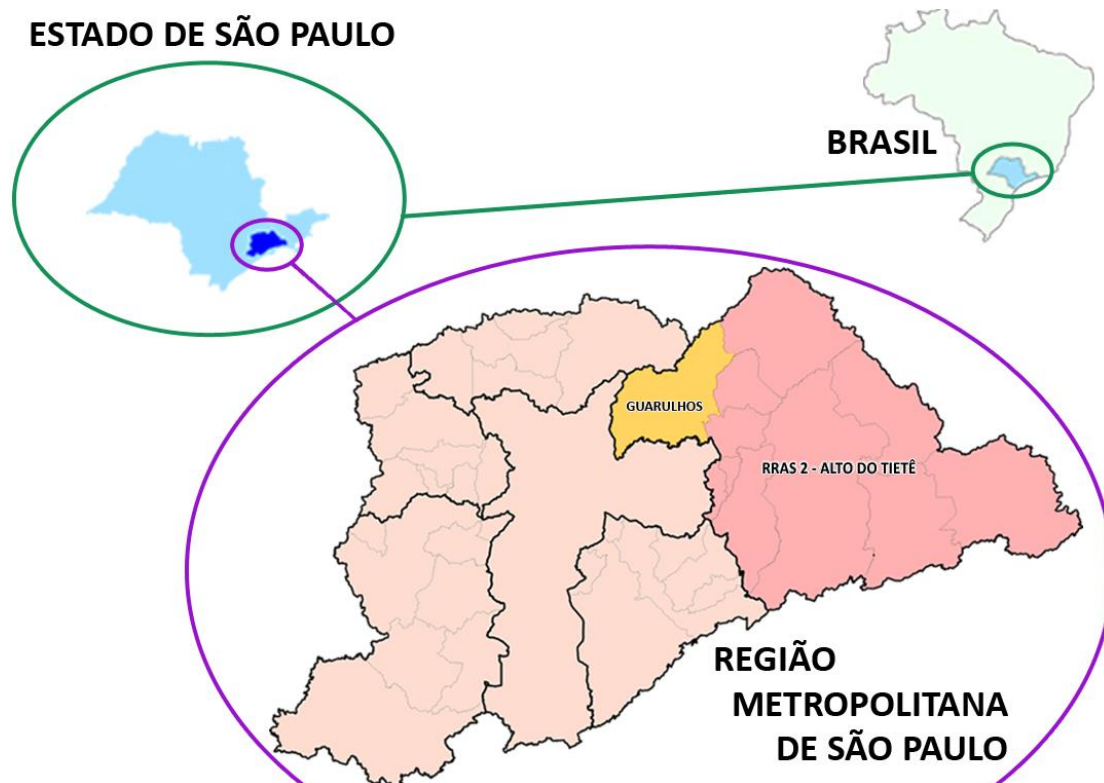 ESTADO DE SÃO PAULO
BRASIL
GUARULHOS
RRAS 2 - ALTO DO TIETÊ
REGIÃO
METROPOLITANA
DE SÃO PAULO